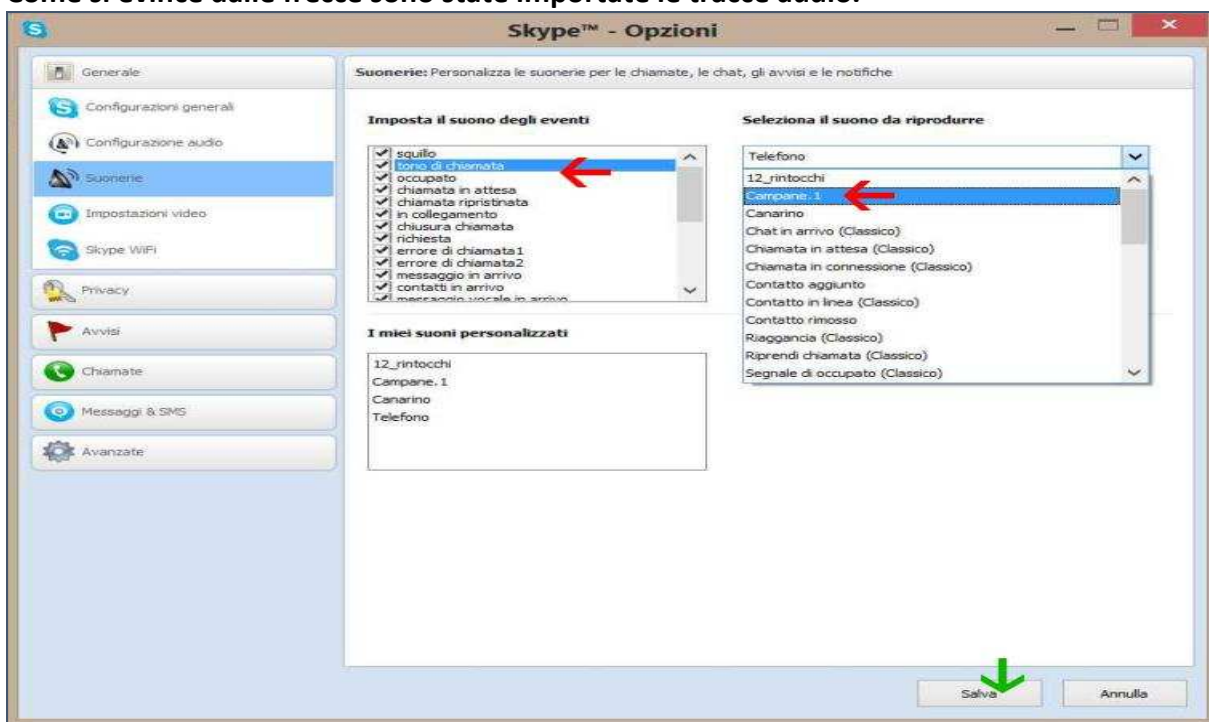 Come si evince dalle frecce sono state importate le tracce audio.
Skype™ - Opzioni
Generale
Configurazioni generali
Configurazione audio
Suonerie
Impostazioni video
Skype WiFi
Privacy
Avvisi
Chiamate
Messaggi & SMS
Avanzate
Suonerie: Personalizza le suonerie per le chiamate, le chat, gli avvisi e le notifiche
Imposta il suono degli eventi
squillo
tono di chiamata
occupato
chiamata in attesa
chiamata ripristinata
in collegamento
chiusura chiamata
richiesta
errore di chiamata1
errore di chiamata2
messaggio in arrivo
contatti in arrivo
messaggio vocale in arrivo
I miei suoni personalizzati
12_rintocchi
Campane.1
Canarino
Telefono
Seleziona il suono da riprodurre
Telefono
12_rintocchi
Campane.1
Canarino
Chat in arrivo (Classico)
Chiamata in attesa (Classico)
Chiamata in connessione (Classico)
Contatto aggiunto
Contatto in linea (Classico)
Contatto rimosso
Riaggancia (Classico)
Riprendi chiamata (Classico)
Segnale di occupato (Classico)
Salva
Annulla